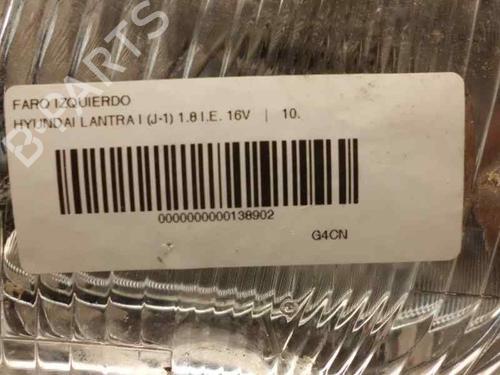 FARO IZQUIERDO
HYUNDAI LANTRA I (J-1) 1.8 I.E. 16V | 10.
0000000000138902
G4CN
B-PARTS